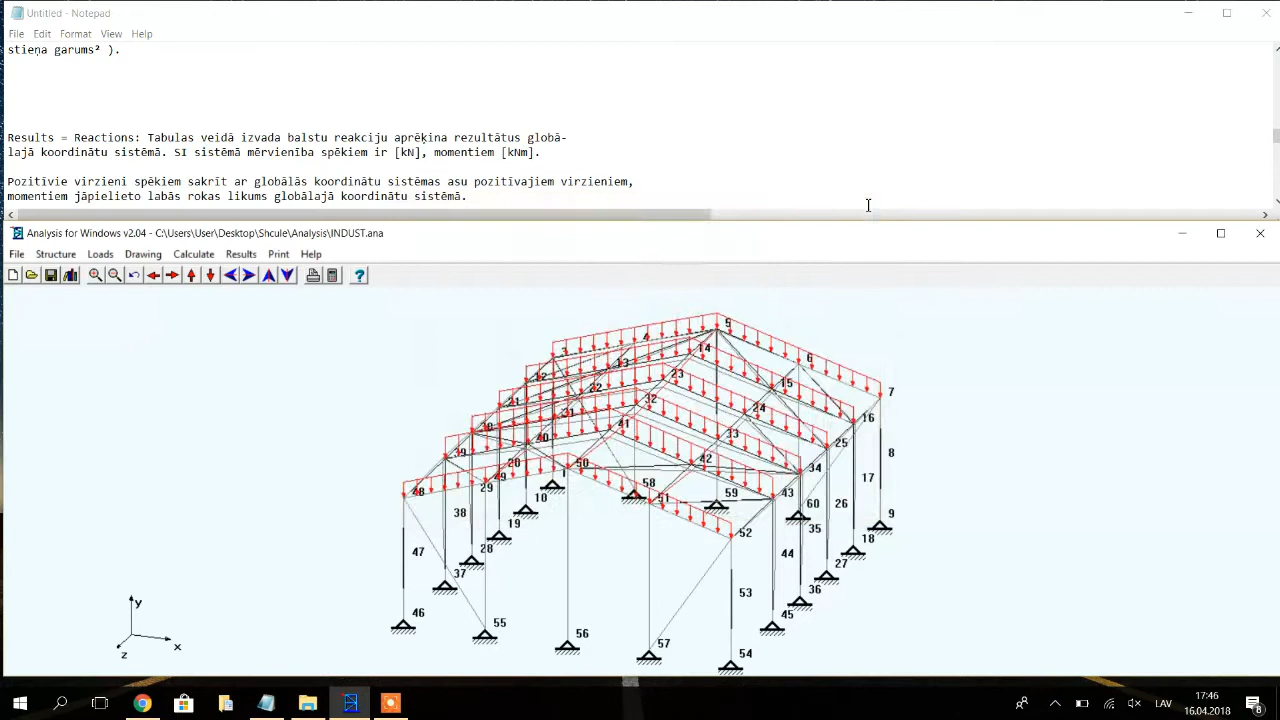 Untitled - Notepad
File Edit Format View Help
stieņa garums² ).
Results = Reactions: Tabulas veidā izvada balstu reakciju aprēķina rezultātus globā-
lajā koordinātu sistēmā. SI sistēmā mērvienība spēkiem ir [kN], momentiem [kNm].
Pozitīvie virzieni spēkiem sakrīt ar globālās koordinātu sistēmas asu pozitīvajiem virzieniem,
momentiem jāpielieto labās rokas likums globālajā koordinātu sistēmā.
Analysis for Windows v2.04 - C:\Users\User\Desktop\Shcule\Analysis\INDUST.ana
File Structure Loads Drawing Calculate Results Print Help
5
3 4 6
14
12 13 15 7
23
21 22 24 16
32
31 33 25
41
40 42 34
50
20 49 43
48 29 51 52
1 58 59 60
10 38 19 28 37
8 17 26 35 44 53
9 18 27 36 45 54
47
46 55 56 57
y
x
z
LAV
17:46
16.04.2018
8